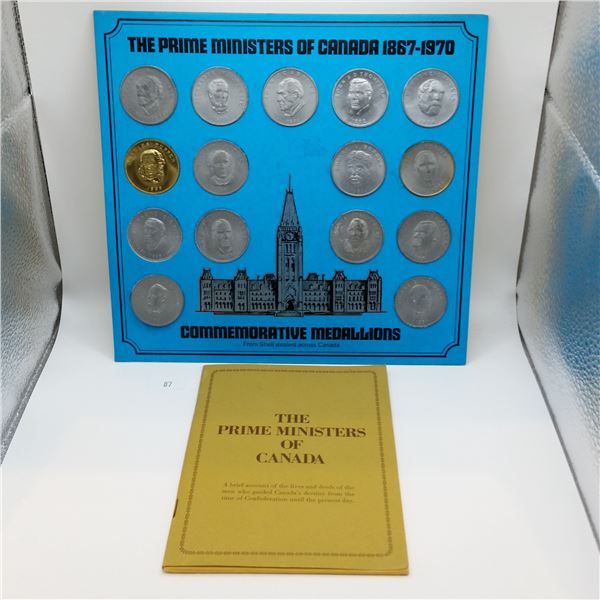 THE PRIME MINISTERS OF CANADA 1867-1970
COMMEMORATIVE MEDALLIONS
From Shell dealers across Canada
87
THE
PRIME MINISTERS
OF
CANADA
A brief account of the lives and deeds of the
men who guided Canada's destiny from the
time of Confederation until the present day.